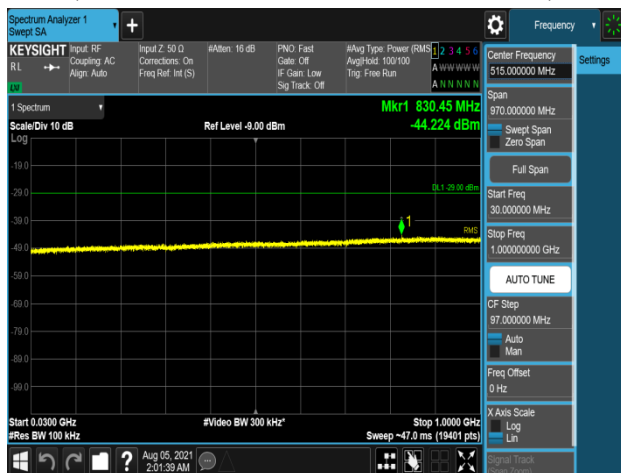 Spectrum Analyzer 1
Swept SA
+
Frequency
KEYSIGHT
RL
LXI
Input: RF
Coupling: AC
Align: Auto
Input Z: 50 Ω
Corrections: On
Freq Ref: Int (S)
#Atten: 16 dB
PNO: Fast
Gate: Off
IF Gain: Low
Sig Track: Off
#Avg Type: Power (RMS
Avg|Hold: 100/100
Trig: Free Run
1 2 3 4 5 6
A W W W W W
A N N N N N
1 Spectrum
Scale/Div 10 dB
Log
Ref Level -9.00 dBm
Mkr1 830.45 MHz
-44.224 dBm
-19.0
-29.0
-39.0
-49.0
-59.0
-69.0
-79.0
-89.0
-99.0
DL1 -29.00 dBm
1
RMS
Start 0.0300 GHz
#Res BW 100 kHz
#Video BW 300 kHz*
Stop 1.0000 GHz
Sweep ~47.0 ms (19401 pts)
?
Aug 05, 2021
2:01:39 AM
Settings
Center Frequency
515.000000 MHz
Span
970.000000 MHz
Swept Span
Zero Span
Full Span
Start Freq
30.000000 MHz
Stop Freq
1.000000000 GHz
AUTO TUNE
CF Step
97.000000 MHz
Auto
Man
Freq Offset
0 Hz
X Axis Scale
Log
Lin
Signal Track
(Span Zoom)